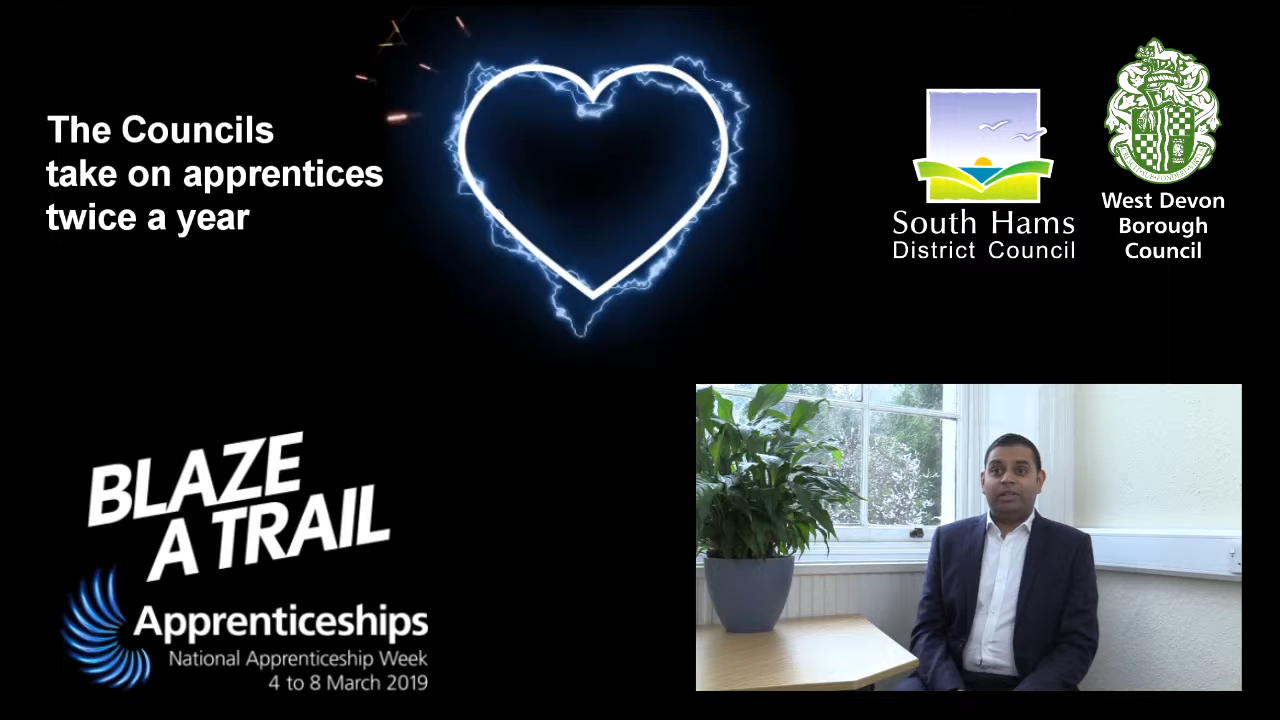 The Councils
take on apprentices
twice a year
South Hams
District Council
West Devon
Borough
Council
BLAZE
A TRAIL
Apprenticeships
National Apprenticeship Week
4 to 8 March 2019